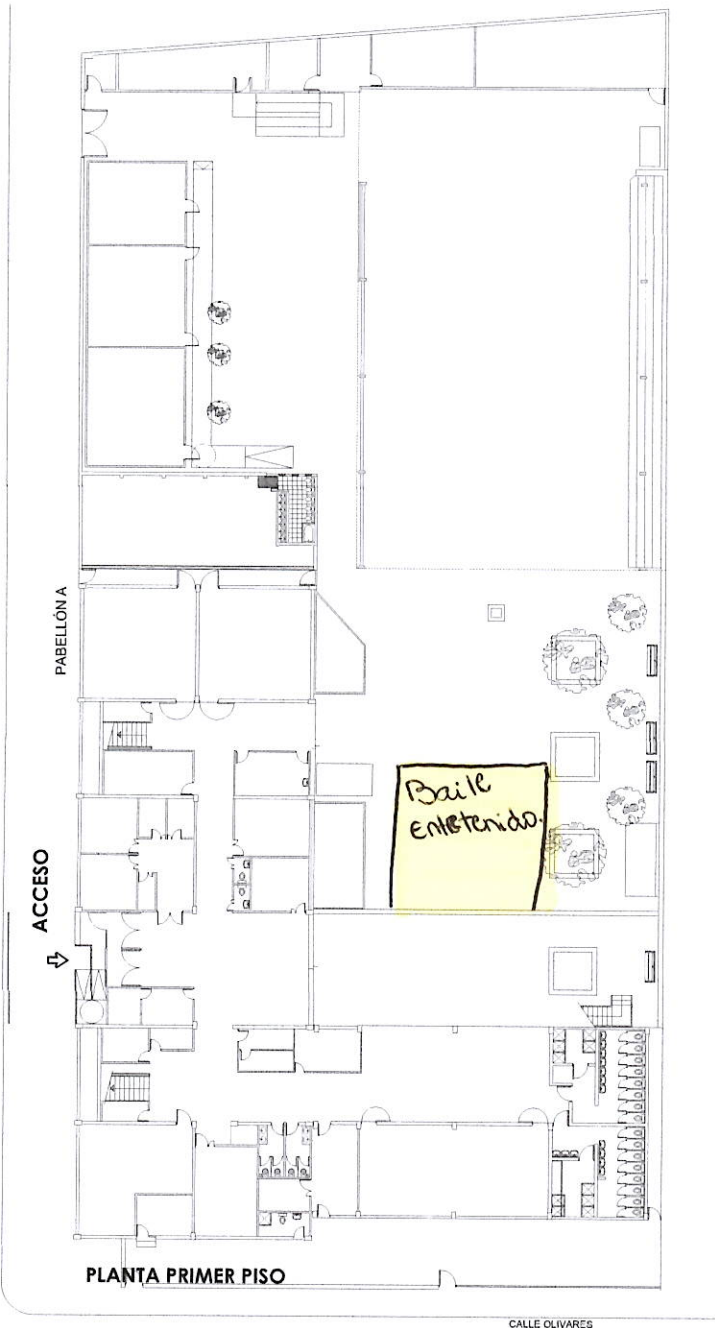 PABELLÓN A
Baile
entretenido.
ACCESO
PLANTA PRIMER PISO
CALLE OLIVARES